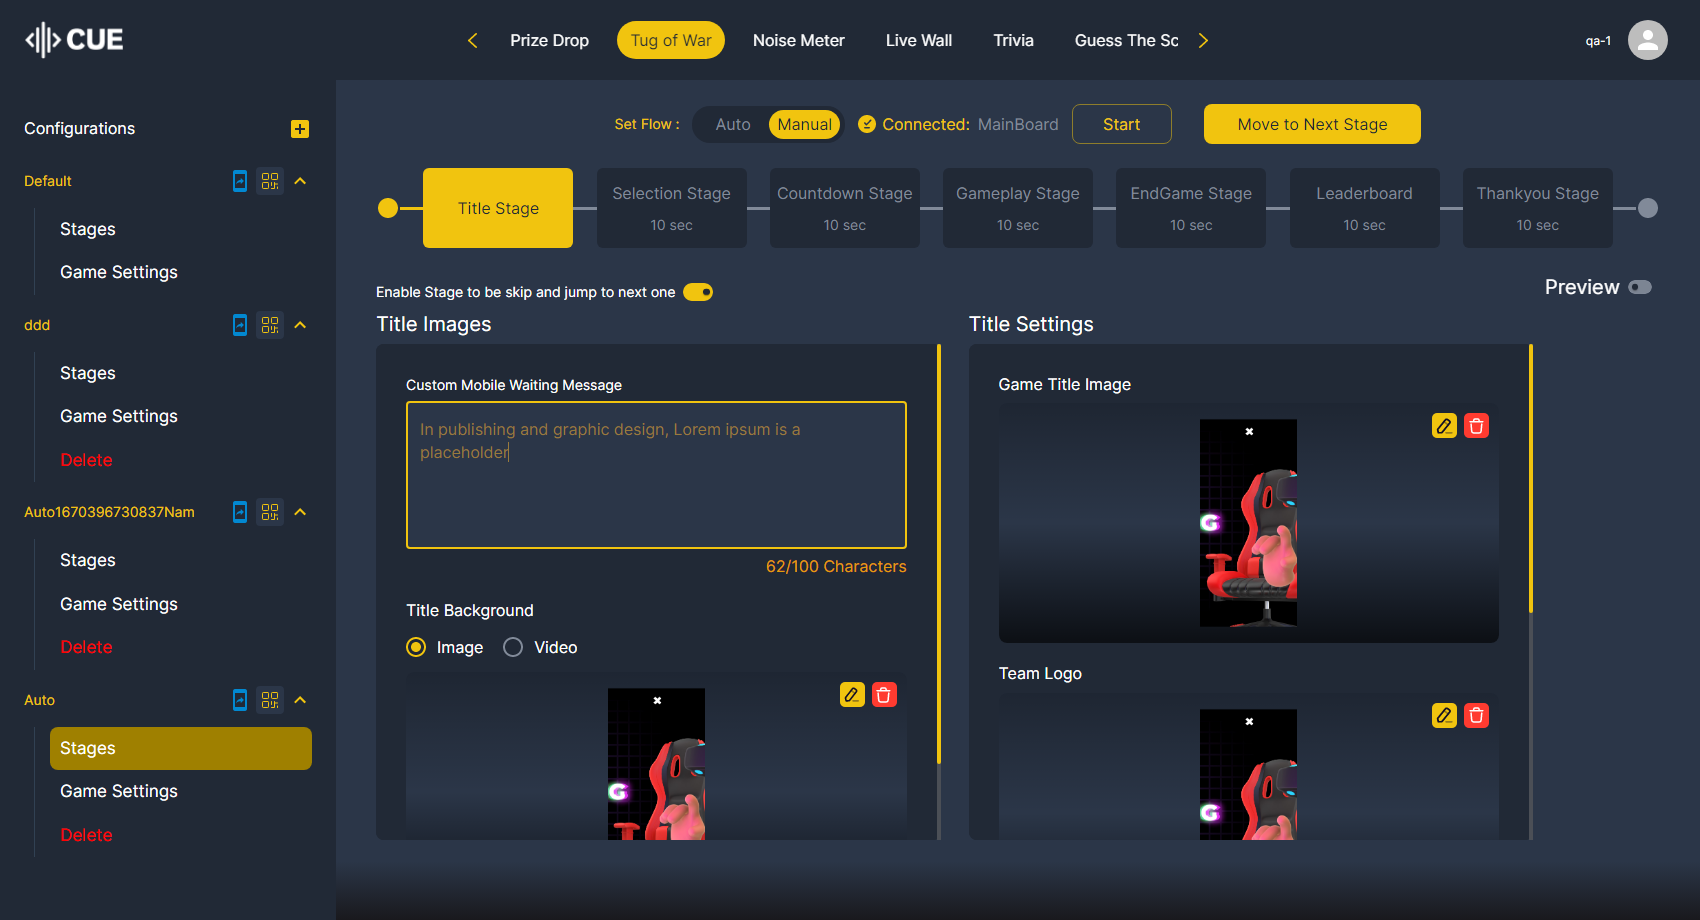 CUE
Prize Drop
Tug of War
Noise Meter
Live Wall
Trivia
Guess The Sc
qa-1
Configurations
Default
Stages
Game Settings
ddd
Stages
Game Settings
Delete
Auto1670396730837Nam
Stages
Game Settings
Delete
Auto
Stages
Game Settings
Delete
Set Flow :
Auto
Manual
Connected: MainBoard
Start
Move to Next Stage
Title Stage
Selection Stage
10 sec
Countdown Stage
10 sec
Gameplay Stage
10 sec
EndGame Stage
10 sec
Leaderboard
10 sec
Thankyou Stage
10 sec
Enable Stage to be skip and jump to next one
Preview
Title Images
Custom Mobile Waiting Message
In publishing and graphic design, Lorem ipsum is a
placeholder
62/100 Characters
Title Background
Image
Video
G
Title Settings
Game Title Image
G
Team Logo
G